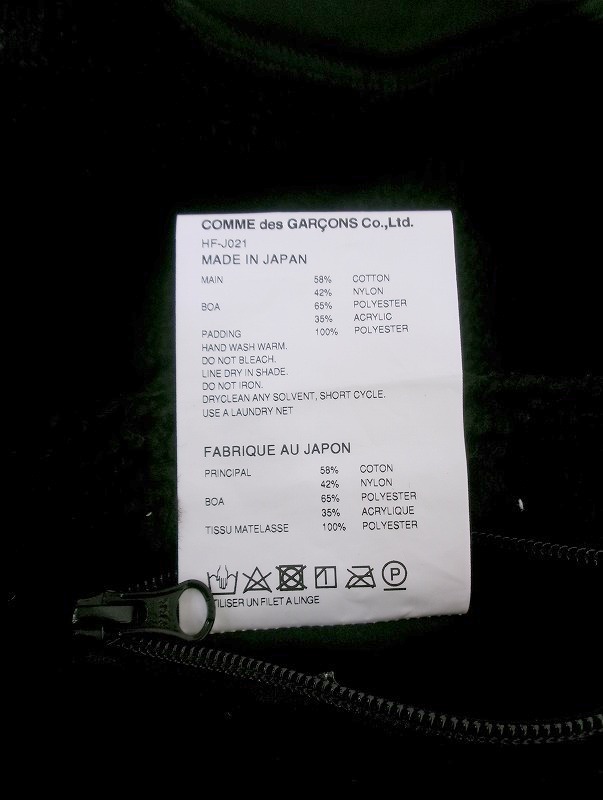 COMME des GARÇONS Co.,Ltd.
HF-J021
MADE IN JAPAN
MAIN 58% COTTON
42% NYLON
BOA 65% POLYESTER
35% ACRYLIC
PADDING 100% POLYESTER
HAND WASH WARM.
DO NOT BLEACH.
LINE DRY IN SHADE.
DO NOT IRON.
DRYCLEAN ANY SOLVENT, SHORT CYCLE.
USE A LAUNDRY NET
FABRIQUE AU JAPON
PRINCIPAL 58% COTON
42% NYLON
BOA 65% POLYESTER
35% ACRYLIQUE
TISSU MATELASSE 100% POLYESTER
P
TILISER UN FILET A LINGE